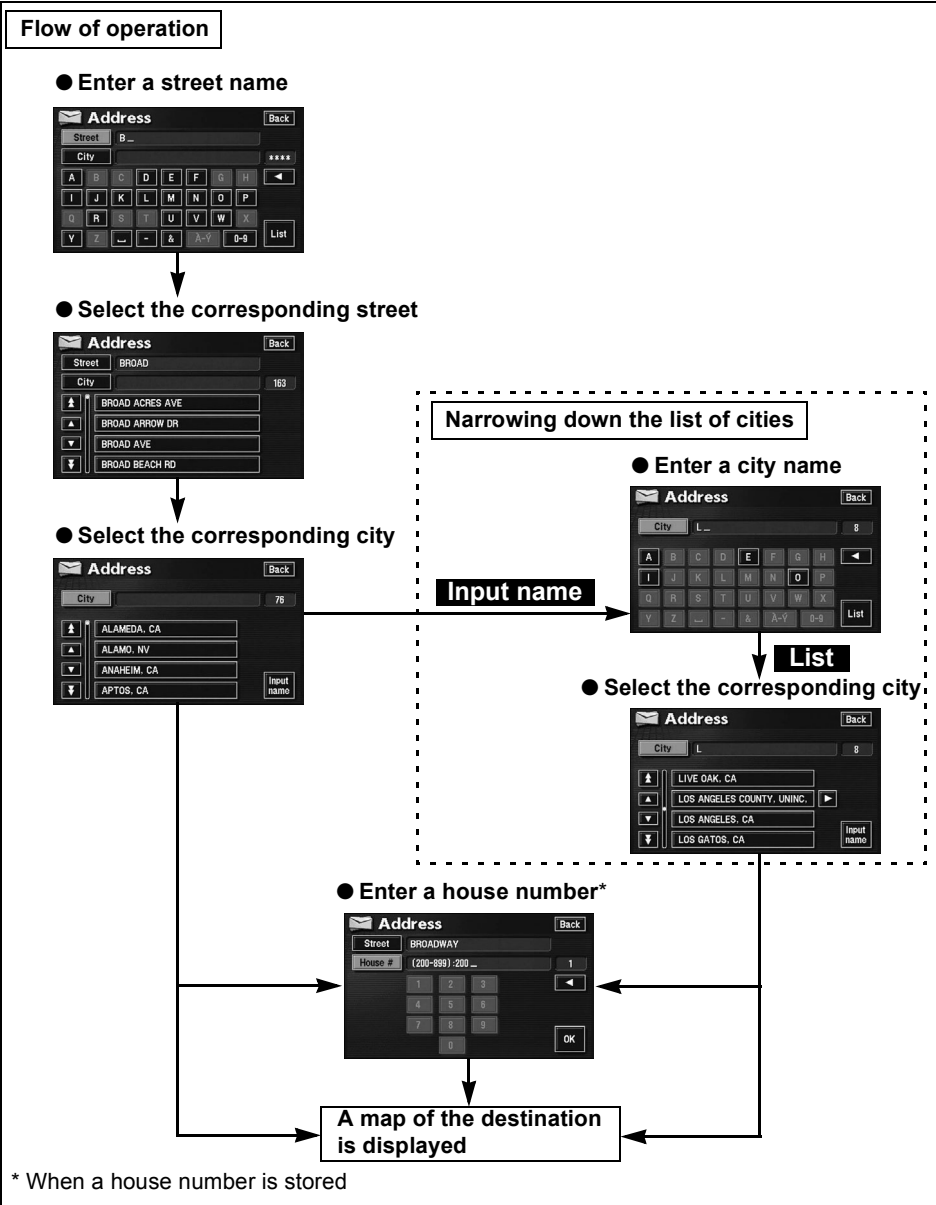 Flow of operation
● Enter a street name
Address Back
Street B_
City ****
A B C D E F G H ◄
I J K L M N O P
Q R S T U V W X
Y Z ⎵ - & À-Ý 0-9 List
● Select the corresponding street
Address Back
Street BROAD
City 163
BROAD ACRES AVE
BROAD ARROW DR
BROAD AVE
BROAD BEACH RD
● Select the corresponding city
Address Back
City 76
ALAMEDA, CA
ALAMO, NV
ANAHEIM, CA
APTOS, CA
Input
name
Input name
Narrowing down the list of cities
● Enter a city name
Address Back
City L_ 8
A B C D E F G H ◄
I J K L M N O P
Q R S T U V W X
Y Z ⎵ - & À-Ý 0-9 List
List
● Select the corresponding city
Address Back
City L 8
LIVE OAK, CA
LOS ANGELES COUNTY, UNINC.
LOS ANGELES, CA
LOS GATOS, CA
Input
name
● Enter a house number*
Address Back
Street BROADWAY
House # (200-899) :200_ 1
1 2 3 ◄
4 5 6
7 8 9
0 OK
A map of the destination
is displayed
* When a house number is stored